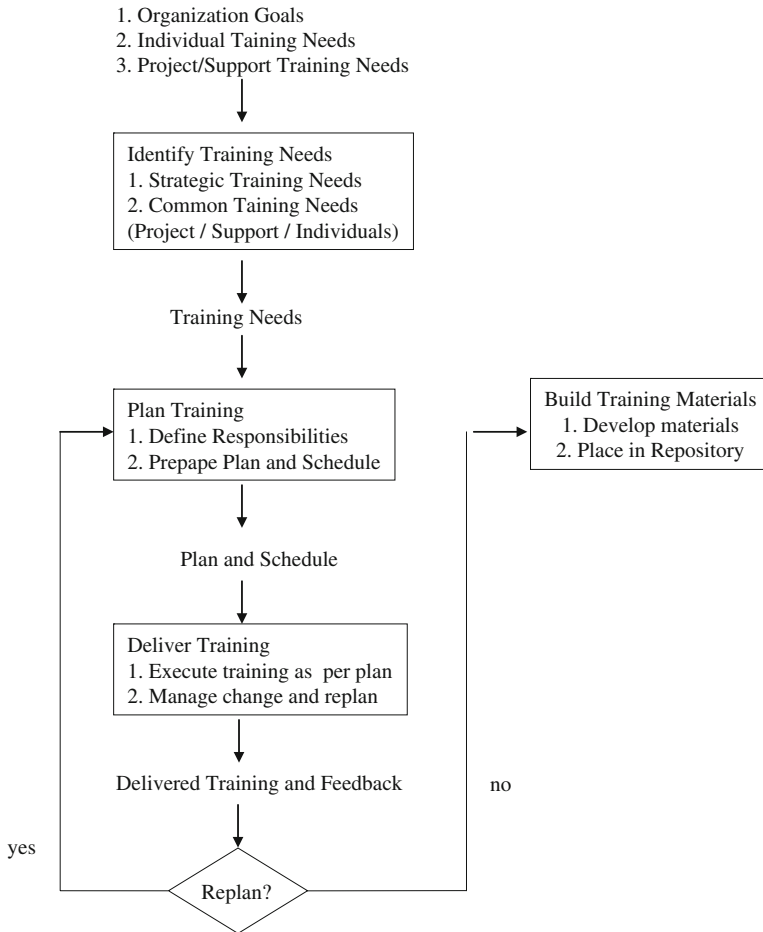 1. Organization Goals
2. Individual Taining Needs
3. Project/Support Training Needs
Identify Training Needs
1. Strategic Training Needs
2. Common Taining Needs
(Project / Support / Individuals)
Training Needs
Plan Training
1. Define Responsibilities
2. Prepape Plan and Schedule
Build Training Materials
1. Develop materials
2. Place in Repository
Plan and Schedule
Deliver Training
1. Execute training as per plan
2. Manage change and replan
Delivered Training and Feedback
no
yes
Replan?